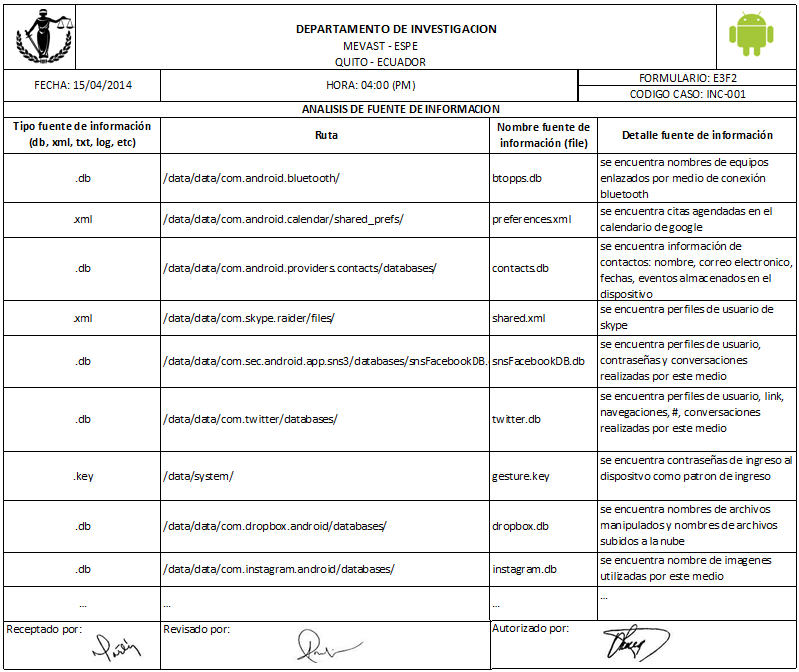 DEPARTAMENTO DE INVESTIGACION
MEVAST - ESPE
QUITO - ECUADOR
FECHA: 15/04/2014
HORA: 04:00 (PM)
FORMULARIO: E3F2
CODIGO CASO: INC-001
ANALISIS DE FUENTE DE INFORMACION
Tipo fuente de información
(db, xml, txt, log, etc)
Ruta
Nombre fuente de
información (file)
Detalle fuente de información
.db
/data/data/com.android.bluetooth/
btopps.db
se encuentra nombres de equipos
enlazados por medio de conexión
bluetooth
.xml
/data/data/com.android.calendar/shared_prefs/
preferences.xml
se encuentra citas agendadas en el
calendario de google
.db
/data/data/com.android.providers.contacts/databases/
contacts.db
se encuentra información de
contactos: nombre, correo electronico,
fechas, eventos almacenados en el
dispositivo
.xml
/data/data/com.skype.raider/files/
shared.xml
se encuentra perfiles de usuario de
skype
.db
/data/data/com.sec.android.app.sns3/databases/snsFacebookDB.
snsFacebookDB.db
se encuentra perfiles de usuario,
contraseñas y conversaciones
realizadas por este medio
.db
/data/data/com.twitter/databases/
twitter.db
se encuentra perfiles de usuario, link,
navegaciones, #, conversaciones
realizadas por este medio
.key
/data/system/
gesture.key
se encuentra contraseñas de ingreso al
dispositvo como patron de ingreso
.db
/data/data/com.dropbox.android/databases/
dropbox.db
se encuentra nombres de archivos
manipulados y nombres de archivos
subidos a la nube
.db
/data/data/com.instagram.android/databases/
instagram.db
se encuentra nombre de imagenes
utilizadas por este medio
...
...
...
...
Receptado por:
Revisado por:
Autorizado por: